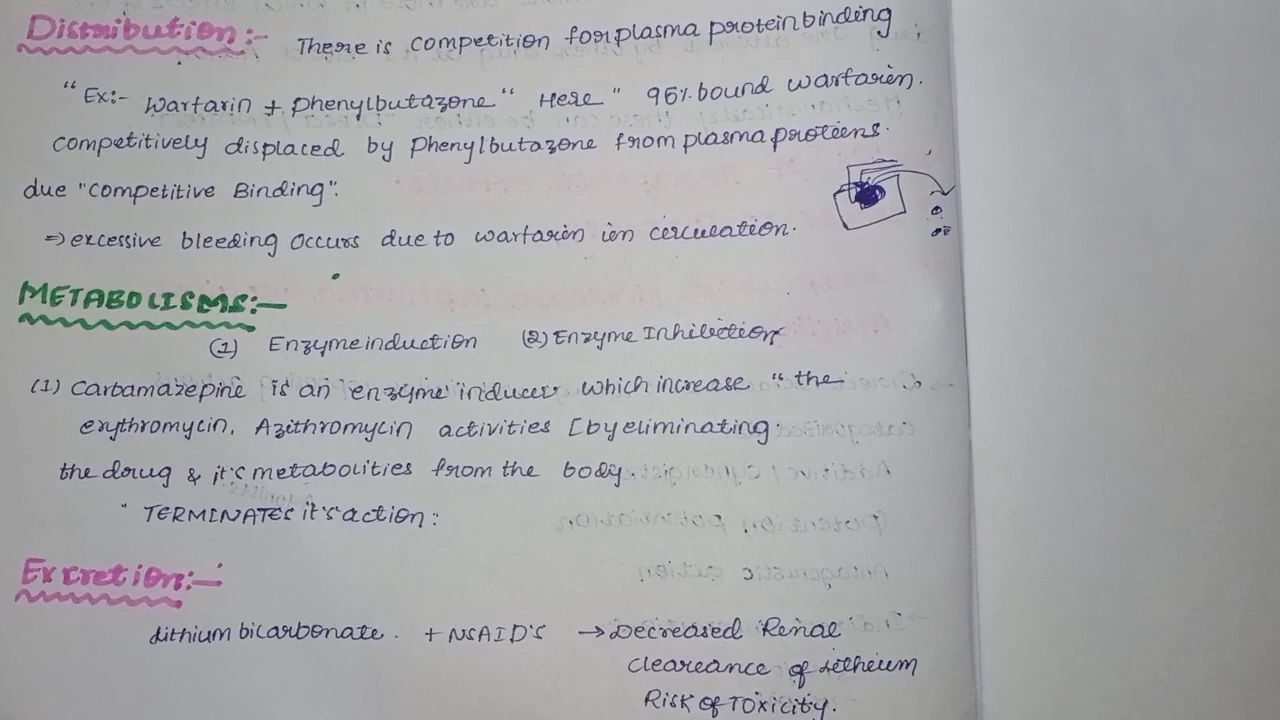 Distribution:- There is competition for plasma protein binding
"Ex:- Warfarin + Phenylbutazone" Here " 96% bound warfarin.
competitively displaced by Phenylbutazone from plasma proteins.
due "Competitive Binding".
⇒ excessive bleeding occurs due to warfarin in circulation.
METABOLISMS:-
(1) Enzyme induction (2) Enzyme Inhibition
(1) Carbamazepine is an enzyme inducer which increase "the
erythromycin, Azithromycin activities [by eliminating
the drug & it's metabolities from the body.
" TERMINATES it's action:
Excretion:-
Lithium bicarbonate. + NSAID'S → Decreased Renal
Cleareance of Lithium
Risk of Toxicity.